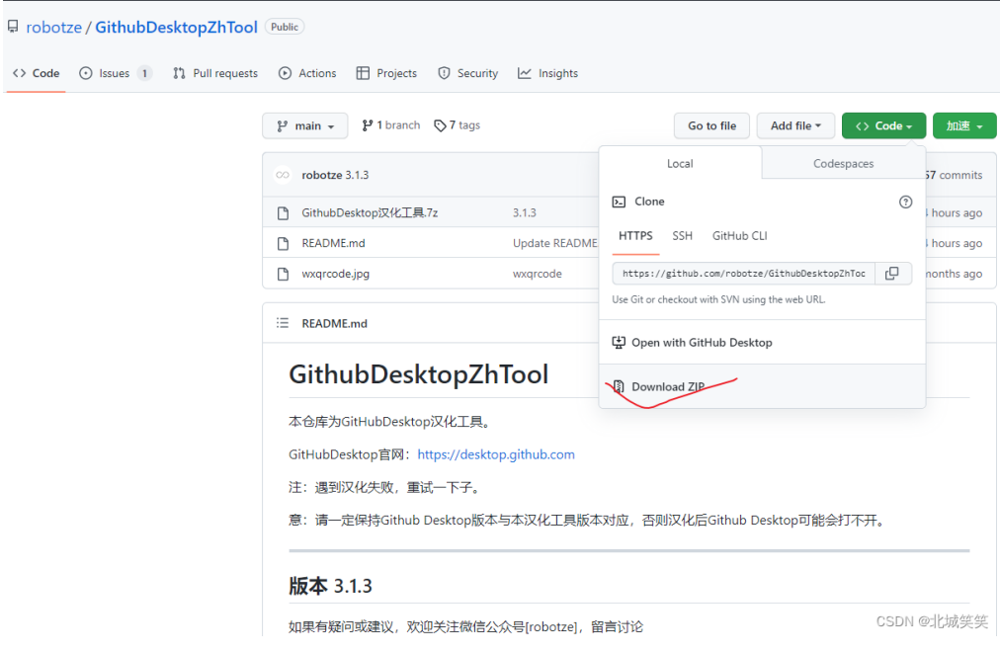 robotze / GithubDesktopZhTool Public
Code Issues 1 Pull requests Actions Projects Security Insights
main 1 branch 7 tags Go to file Add file Code 加速
Local Codespaces
robotze 3.1.3 57 commits
Clone
GithubDesktop汉化工具.7z 3.1.3 hours ago
HTTPS SSH GitHub CLI
README.md Update README hours ago
https://github.com/robotze/GithubDesktopZhToc
wxqrcode.jpg wxqrcode months ago
Use Git or checkout with SVN using the web URL.
README.md
Open with GitHub Desktop
Download ZIP
GithubDesktopZhTool
本仓库为GitHubDesktop汉化工具。
GitHubDesktop官网：https://desktop.github.com
注：遇到汉化失败，重试一下子。
意：请一定保持Github Desktop版本与本汉化工具版本对应，否则汉化后Github Desktop可能会打不开。
版本 3.1.3
如果有疑问或建议，欢迎关注微信公众号[robotze]，留言讨论
CSDN @北城笑笑